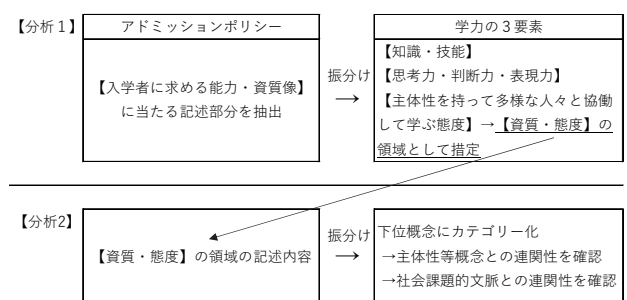 【分析１】
アドミッションポリシー
【入学者に求める能力・資質像】
に当たる記述部分を抽出
振分け
→
学力の３要素
【知識・技能】
【思考力・判断力・表現力】
【主体性を持って多様な人々と協働
して学ぶ態度】→【資質・態度】の
領域として措定
【分析2】
【資質・態度】の領域の記述内容
振分け
→
下位概念にカテゴリー化
→主体性等概念との連関性を確認
→社会課題的文脈との連関性を確認